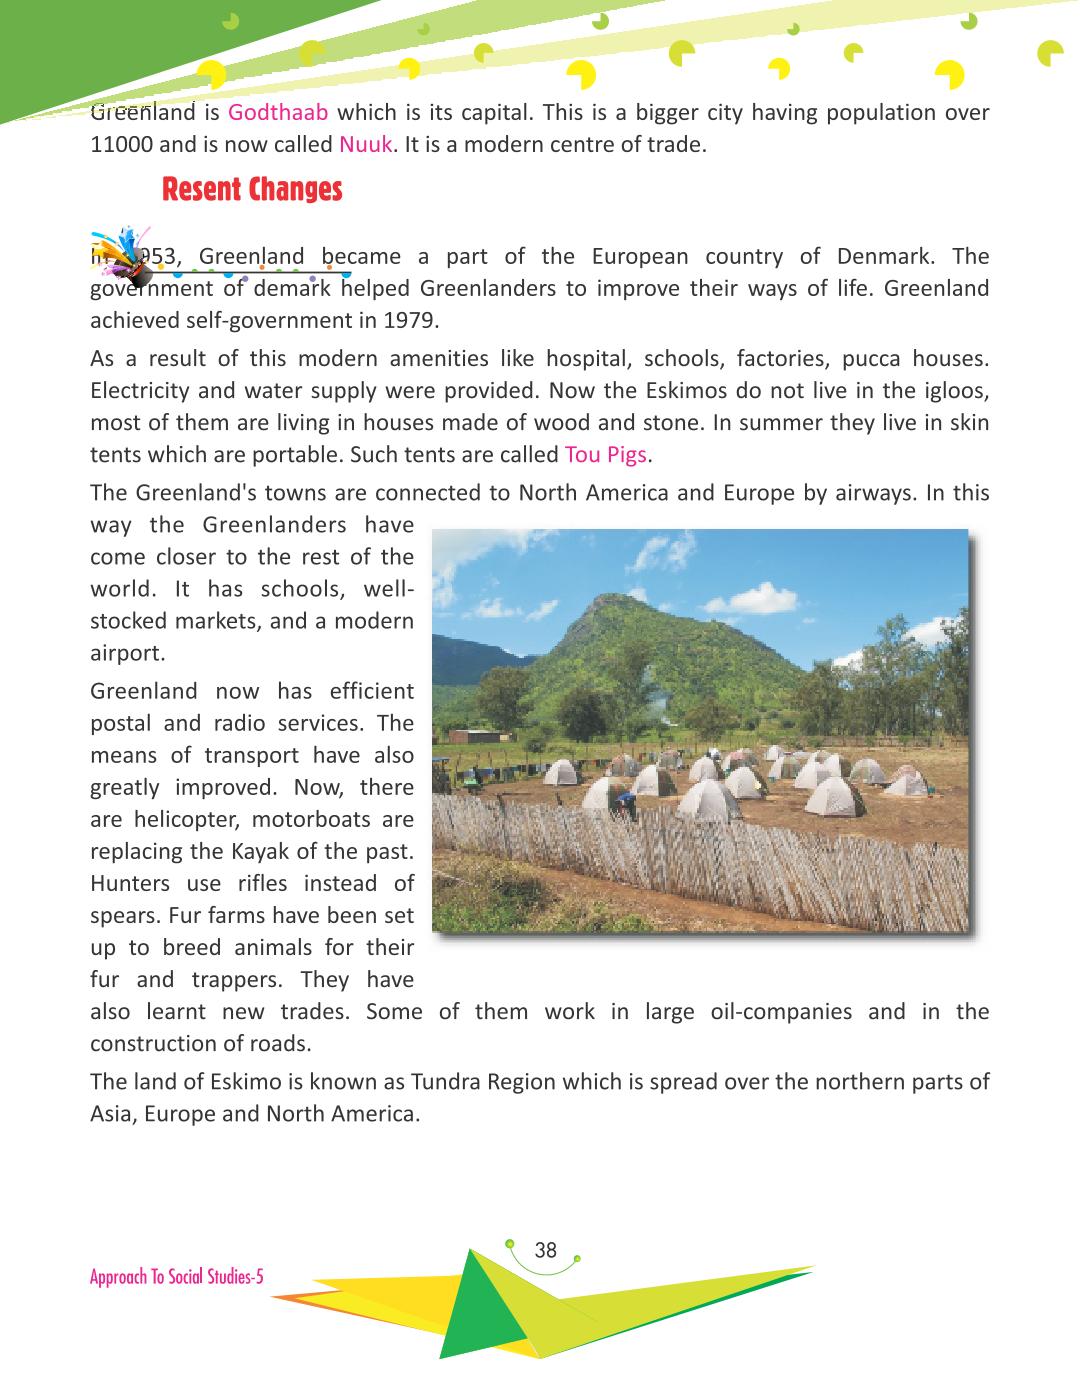 Greenland is Godthaab which is its capital. This is a bigger city having population over
11000 and is now called Nuuk. It is a modern centre of trade.
Resent Changes
In 1953, Greenland became a part of the European country of Denmark. The
government of demark helped Greenlanders to improve their ways of life. Greenland
achieved self-government in 1979.
As a result of this modern amenities like hospital, schools, factories, pucca houses.
Electricity and water supply were provided. Now the Eskimos do not live in the igloos,
most of them are living in houses made of wood and stone. In summer they live in skin
tents which are portable. Such tents are called Tou Pigs.
The Greenland's towns are connected to North America and Europe by airways. In this
way the Greenlanders have
come closer to the rest of the
world. It has schools, well-
stocked markets, and a modern
airport.
Greenland now has efficient
postal and radio services. The
means of transport have also
greatly improved. Now, there
are helicopter, motorboats are
replacing the Kayak of the past.
Hunters use rifles instead of
spears. Fur farms have been set
up to breed animals for their
fur and trappers. They have
also learnt new trades. Some of them work in large oil-companies and in the
construction of roads.
The land of Eskimo is known as Tundra Region which is spread over the northern parts of
Asia, Europe and North America.
38
Approach To Social Studies-5